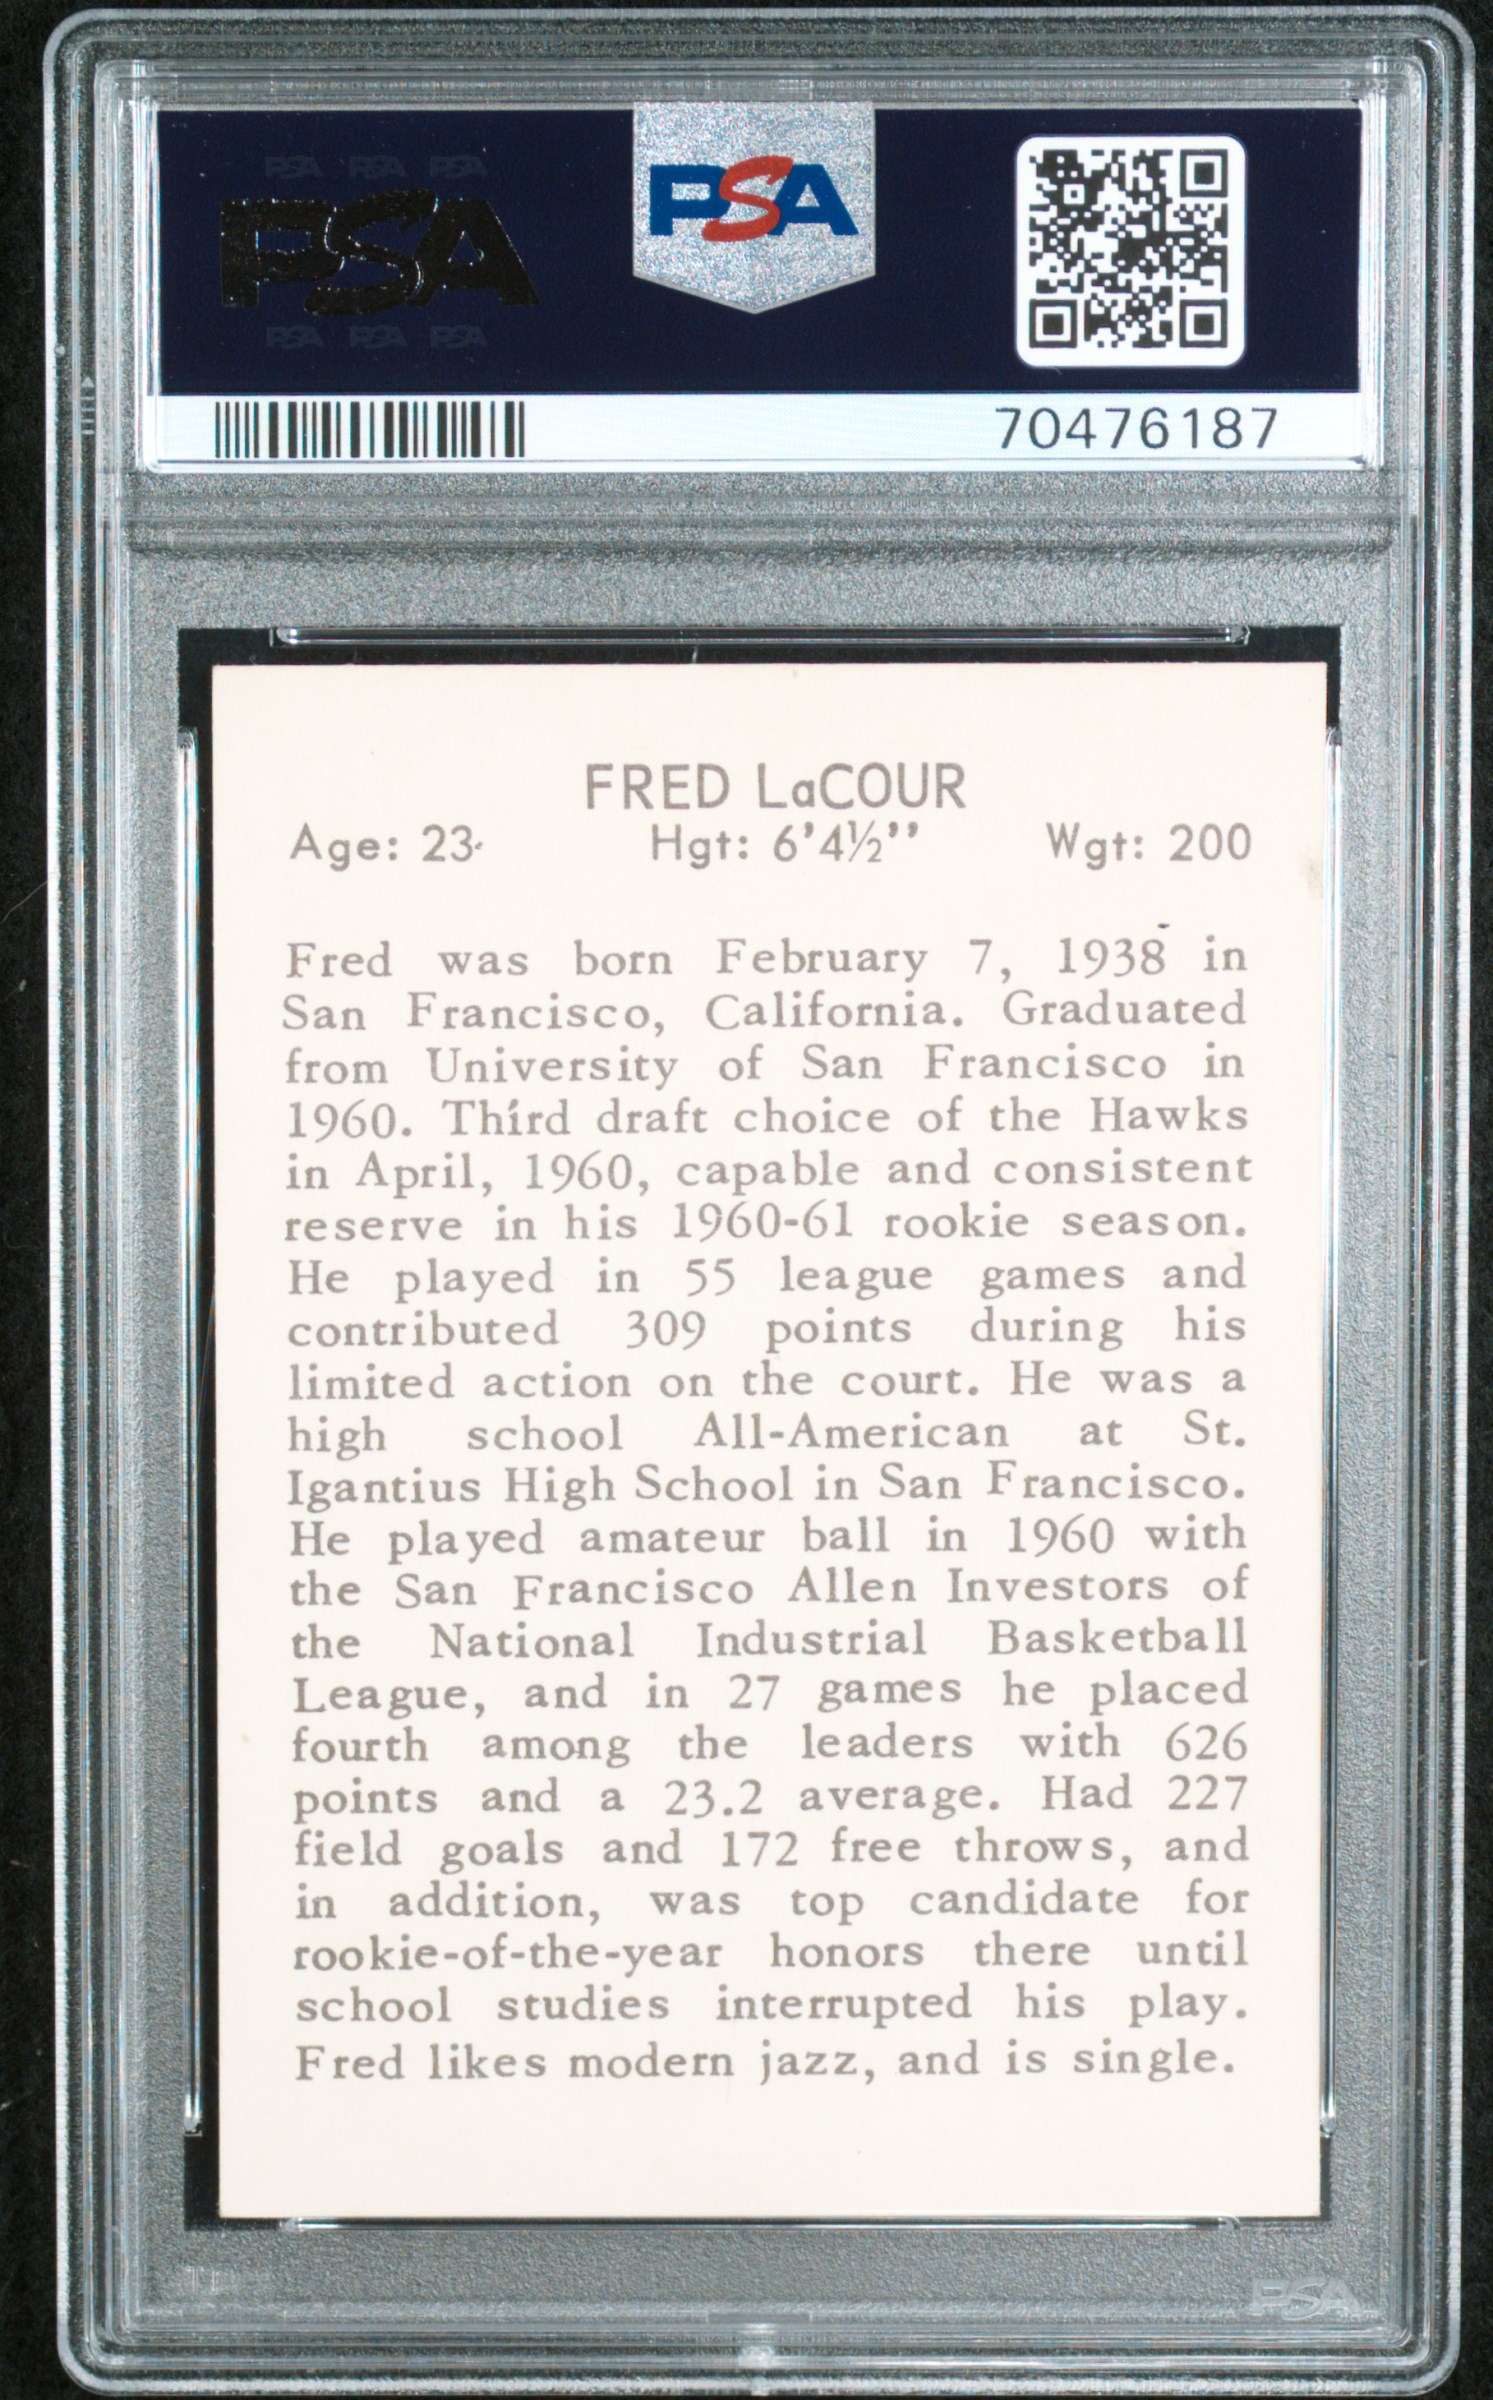 PSA PSA PSA
PSA
PSA PSA PSA
PSA
70476187
FRED LaCOUR
Age: 23 Hgt: 6'4½'' Wgt: 200
Fred was born February 7, 1938 in
San Francisco, California. Graduated
from University of San Francisco in
1960. Third draft choice of the Hawks
in April, 1960, capable and consistent
reserve in his 1960-61 rookie season.
He played in 55 league games and
contributed 309 points during his
limited action on the court. He was a
high school All-American at St.
Igantius High School in San Francisco.
He played amateur ball in 1960 with
the San Francisco Allen Investors of
the National Industrial Basketball
League, and in 27 games he placed
fourth among the leaders with 626
points and a 23.2 average. Had 227
field goals and 172 free throws, and
in addition, was top candidate for
rookie-of-the-year honors there until
school studies interrupted his play.
Fred likes modern jazz, and is single.
PSA